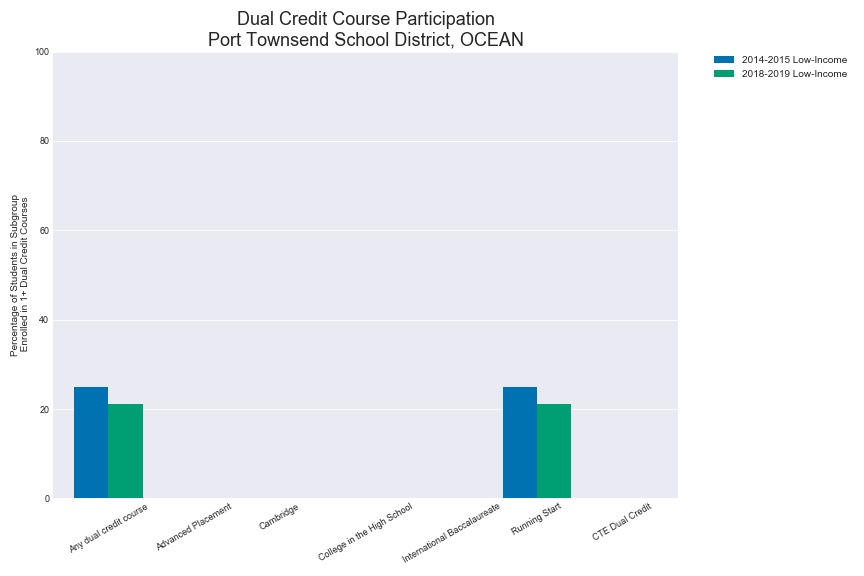 Dual Credit Course Participation
Port Townsend School District, OCEAN
2014-2015 Low-Income
2018-2019 Low-Income
Percentage of Students in Subgroup
Enrolled in 1+ Dual Credit Courses
100
80
60
40
20
0
Any dual credit course
Advanced Placement
Cambridge
College in the High School
International Baccalaureate
Running Start
CTE Dual Credit